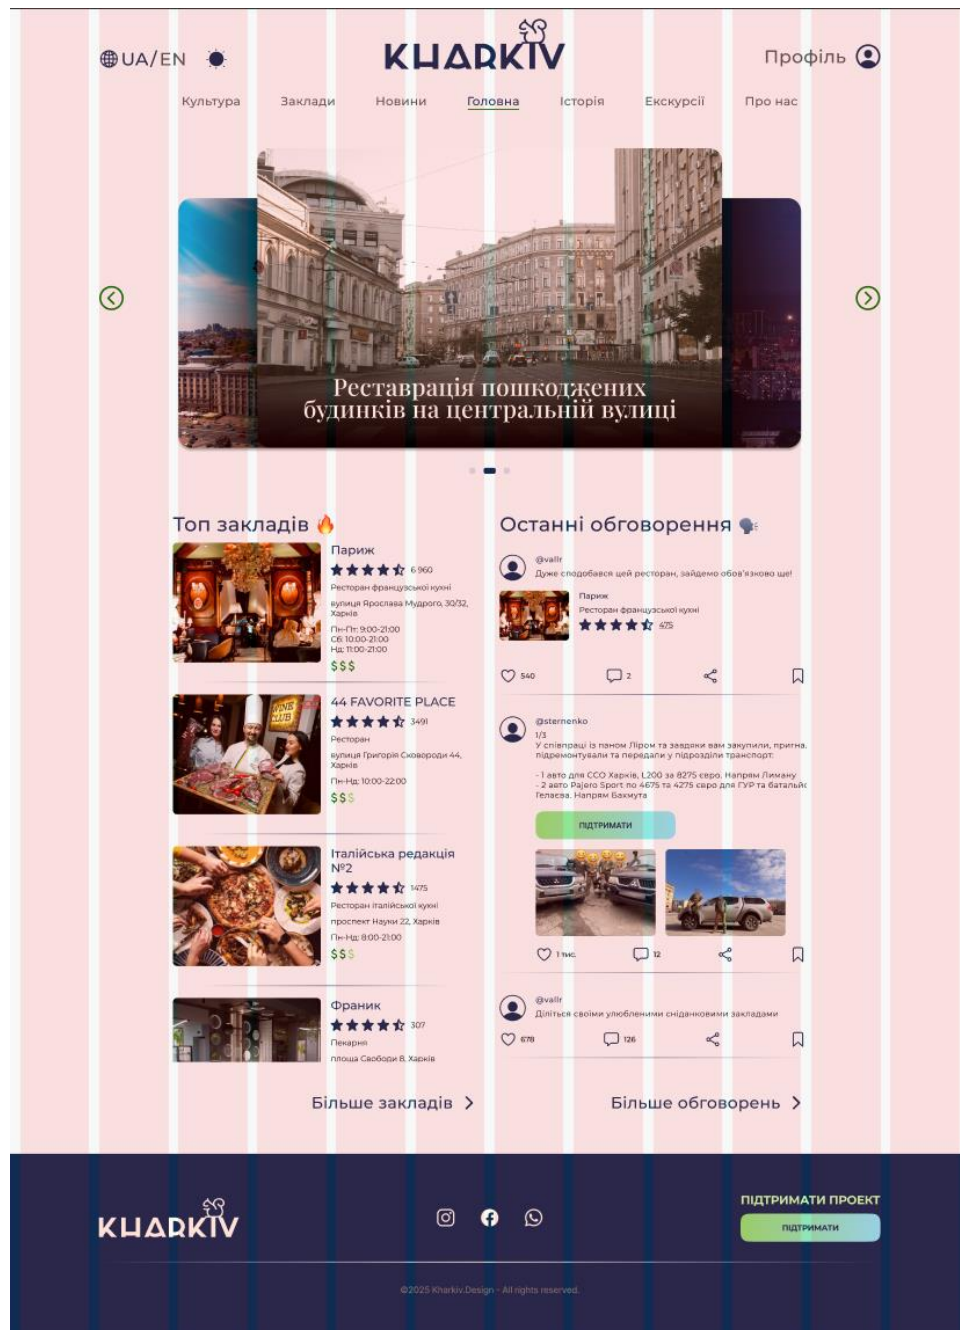 UA/EN
KHARKIV
Профіль
Культура
Заклади
Новини
Головна
Історія
Екскурсії
Про нас
Реставрація пошкоджених
будинків на центральній вулиці
Топ закладів
Париж
6 960
Ресторан французської кухні
вулиця Ярослава Мудрого, 30/32,
Харків
Пн-Пт: 9:00-21:00
Сб: 10:00-21:00
Нд: 11:00-21:00
$$$
44 FAVORITE PLACE
3491
Ресторан
вулиця Григорія Сковороди 44,
Харків
Пн-Нд: 10:00-22:00
$$$
WINE
CLUB
Італійська редакція
№2
1475
Ресторан італійської кухні
проспект Науки 22, Харків
Пн-Нд: 8:00-21:00
$$$
Франик
307
Пекарня
площа Свободи 8, Харків
Більше закладів
Останні обговорення
@vallr
Дуже сподобався цей ресторан, зайдемо обов'язково ще!
Париж
Ресторан французської кухні
475
540
2
@sternenko
1/3
У співпраці із паном Ліром та завдяки вам закупили, пригна
підремонтували та передали у підрозділи транспорт:
- 1 авто для ССО Харків, L200 за 8275 євро. Напрям Лиману
- 2 авто Pajero Sport по 4675 та 4275 євро для ГУР та батальйо
Гелаєва. Напрям Бахмута
ПІДТРИМАТИ
1 тис.
12
@vallr
Діліться своїми улюбленими сніданковими закладами
678
126
Більше обговорень
KHARKIV
ПІДТРИМАТИ ПРОЕКТ
ПІДТРИМАТИ
©2025 Kharkiv.Design - All rights reserved.